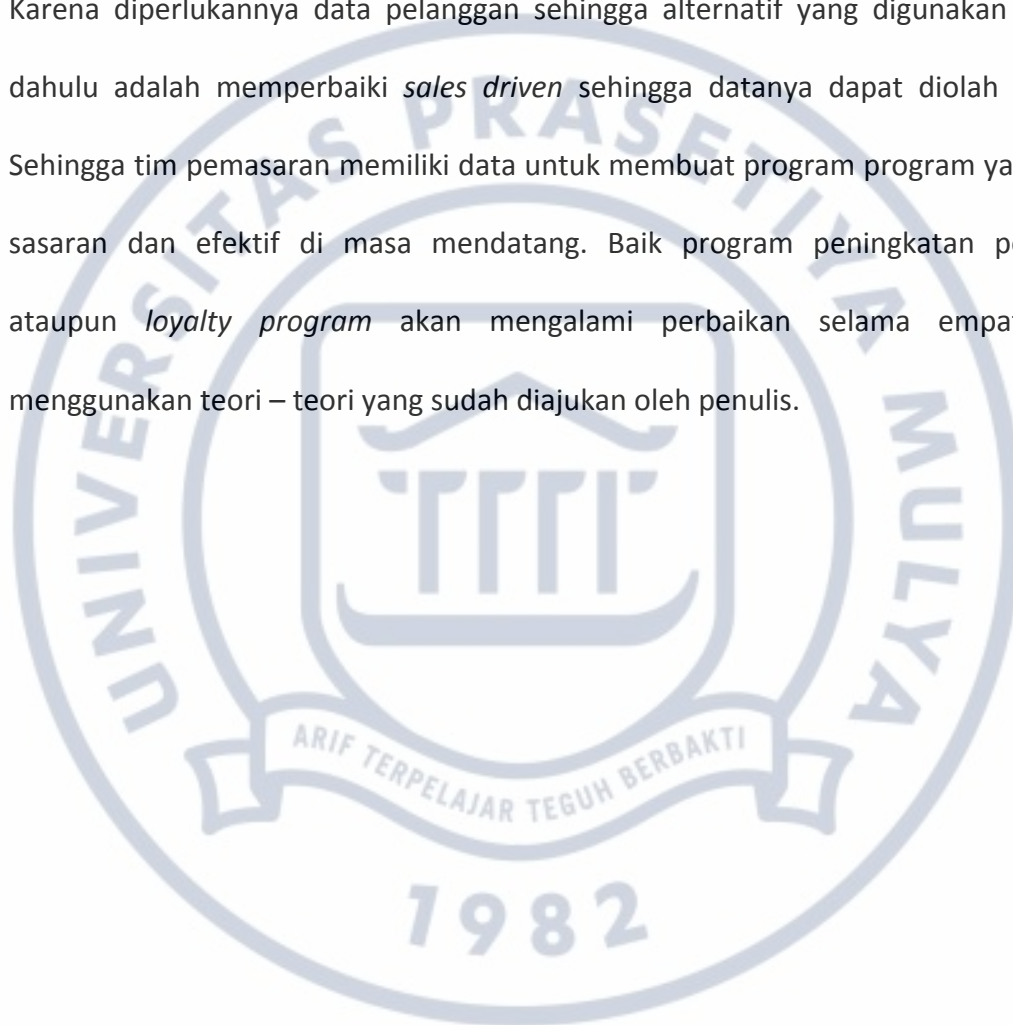 Karena diperlukannya data pelanggan sehingga alternatif yang digunakan
dahulu adalah memperbaiki sales driven sehingga datanya dapat diolah
Sehingga tim pemasaran memiliki data untuk membuat program program
sasaran dan efektif di masa mendatang. Baik program peningkatan
ataupun loyalty program akan mengalami perbaikan selama
menggunakan teori – teori yang sudah diajukan oleh penulis.
UNIVERSITAS PRASETIYA MULYA
ARIF TERPELAJAR TEGUH BERBAKTI
1982